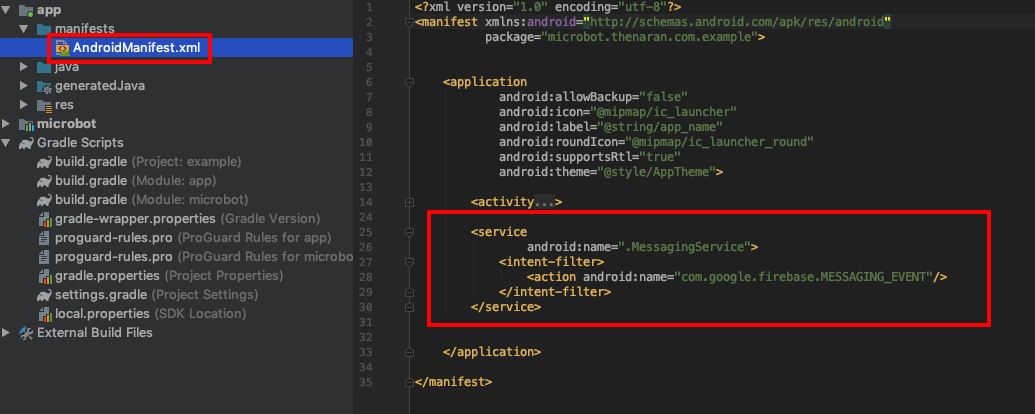 app
manifests
AndroidManifest.xml
java
generatedJava
res
microbot
Gradle Scripts
build.gradle (Project: example)
build.gradle (Module: app)
build.gradle (Module: microbot)
gradle-wrapper.properties (Gradle Version)
proguard-rules.pro (ProGuard Rules for app)
proguard-rules.pro (ProGuard Rules for microbo
gradle.properties (Project Properties)
settings.gradle (Project Settings)
local.properties (SDK Location)
External Build Files
1 <?xml version="1.0" encoding="utf-8"?>
2 <manifest xmlns:android="http://schemas.android.com/apk/res/android"
3 package="microbot.thenaran.com.example">
4
5
6 <application
7 android:allowBackup="false"
8 android:icon="@mipmap/ic_launcher"
9 android:label="@string/app_name"
10 android:roundIcon="@mipmap/ic_launcher_round"
11 android:supportsRtl="true"
12 android:theme="@style/AppTheme">
13
14 <activity...>
24
25 <service
26 android:name=".MessagingService">
27 <intent-filter>
28 <action android:name="com.google.firebase.MESSAGING_EVENT"/>
29 </intent-filter>
30 </service>
31
32
33 </application>
34
35 </manifest>